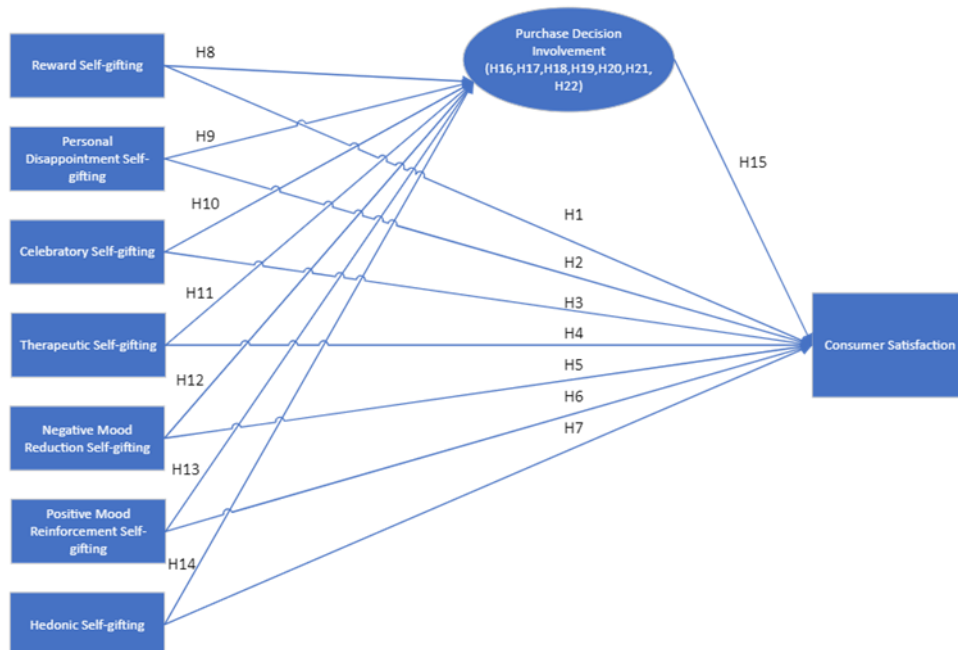 Purchase Decision
Involvement
(H16,H17,H18,H19,H20,H21,
H22)
H8
Reward Self-gifting
H9
Personal
Disappointment Self-
gifting
H15
H10
H1
Celebratory Self-gifting
H2
H11
H3
Therapeutic Self-gifting
H4
Consumer Satisfaction
H12
H5
H6
Negative Mood
Reduction Self-gifting
H7
H13
Positive Mood
Reinforcement Self-
gifting
H14
Hedonic Self-gifting